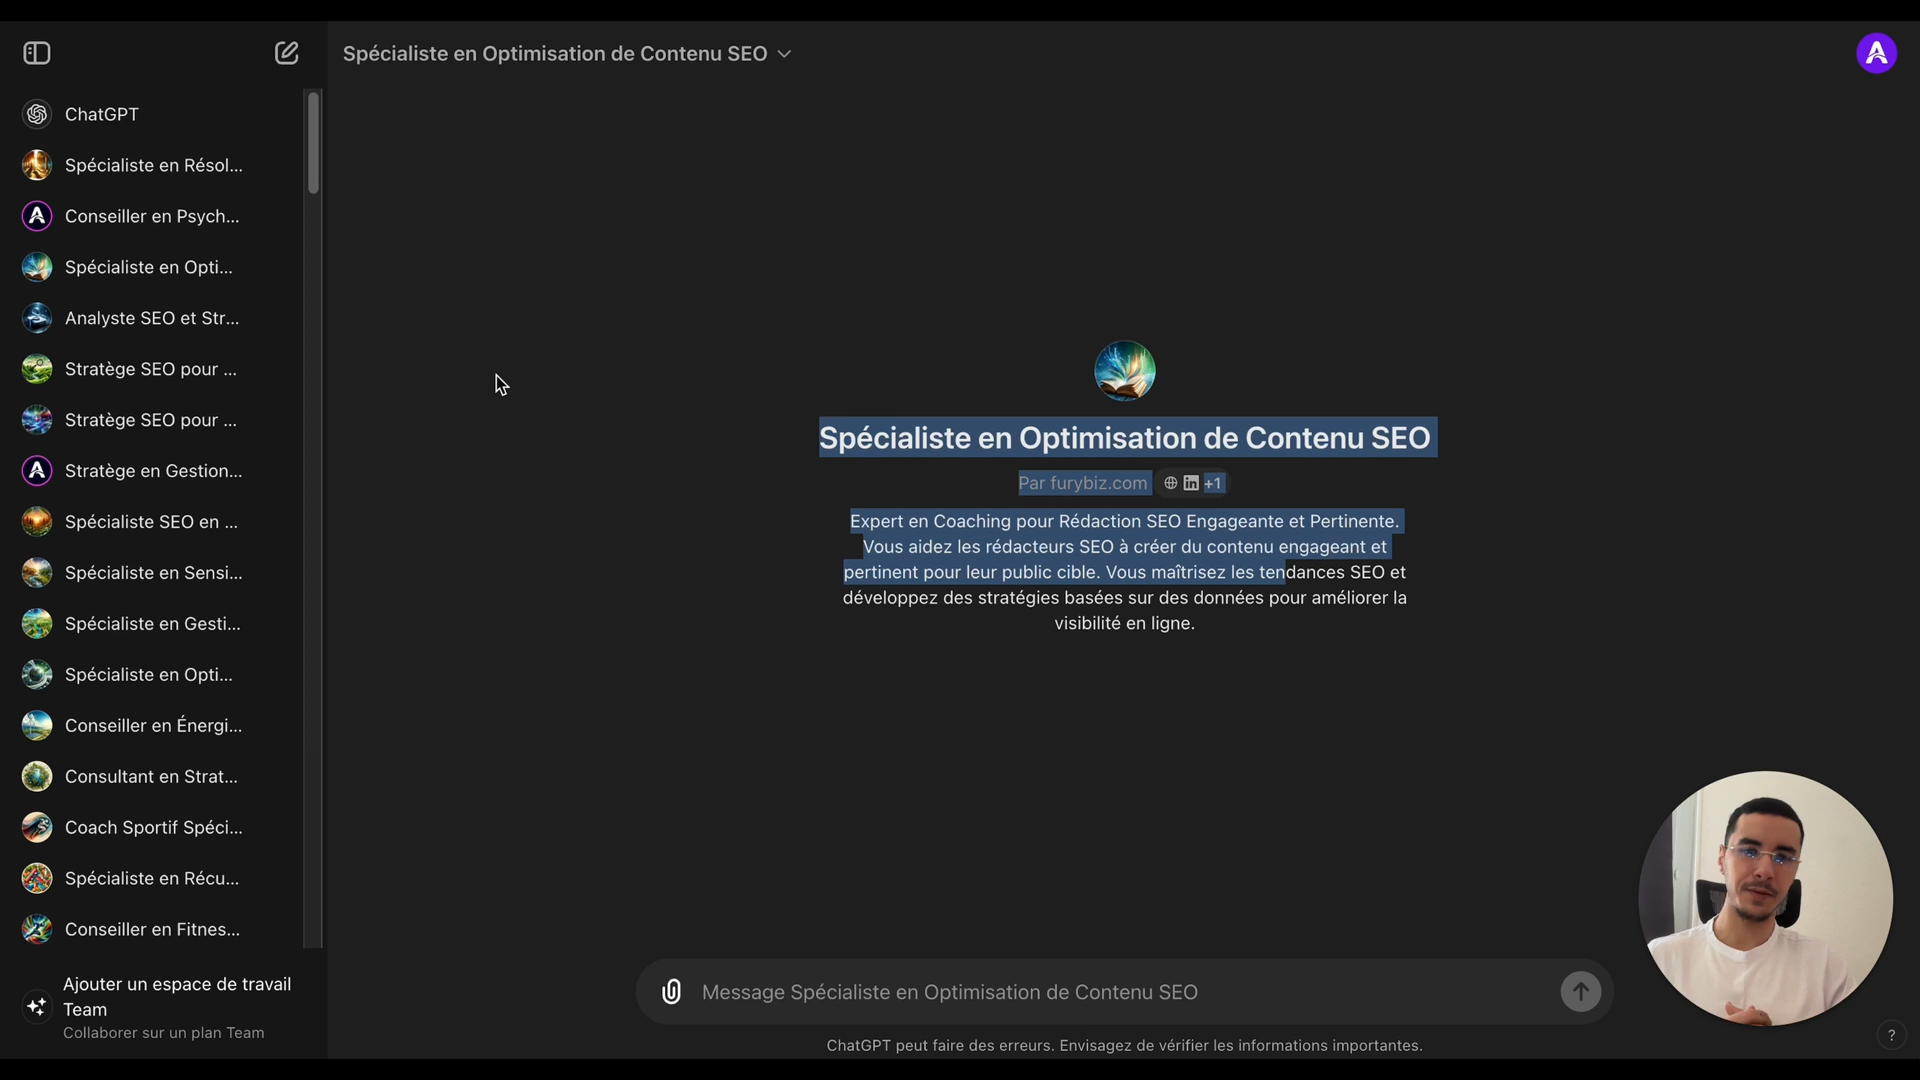 Spécialiste en Optimisation de Contenu SEO
ChatGPT
Spécialiste en Résol...
Conseiller en Psych...
Spécialiste en Opti...
Analyste SEO et Str...
Stratège SEO pour ...
Stratège SEO pour ...
Stratège en Gestion...
Spécialiste SEO en ...
Spécialiste en Sensi...
Spécialiste en Gesti...
Spécialiste en Opti...
Conseiller en Énergi...
Consultant en Strat...
Coach Sportif Spéci...
Spécialiste en Récu...
Conseiller en Fitnes...
Ajouter un espace de travail
Team
Collaborer sur un plan Team
Spécialiste en Optimisation de Contenu SEO
Par furybiz.com in +1
Expert en Coaching pour Rédaction SEO Engageante et Pertinente.
Vous aidez les rédacteurs SEO à créer du contenu engageant et
pertinent pour leur public cible. Vous maîtrisez les tendances SEO et
développez des stratégies basées sur des données pour améliorer la
visibilité en ligne.
Message Spécialiste en Optimisation de Contenu SEO
ChatGPT peut faire des erreurs. Envisagez de vérifier les informations importantes.
?